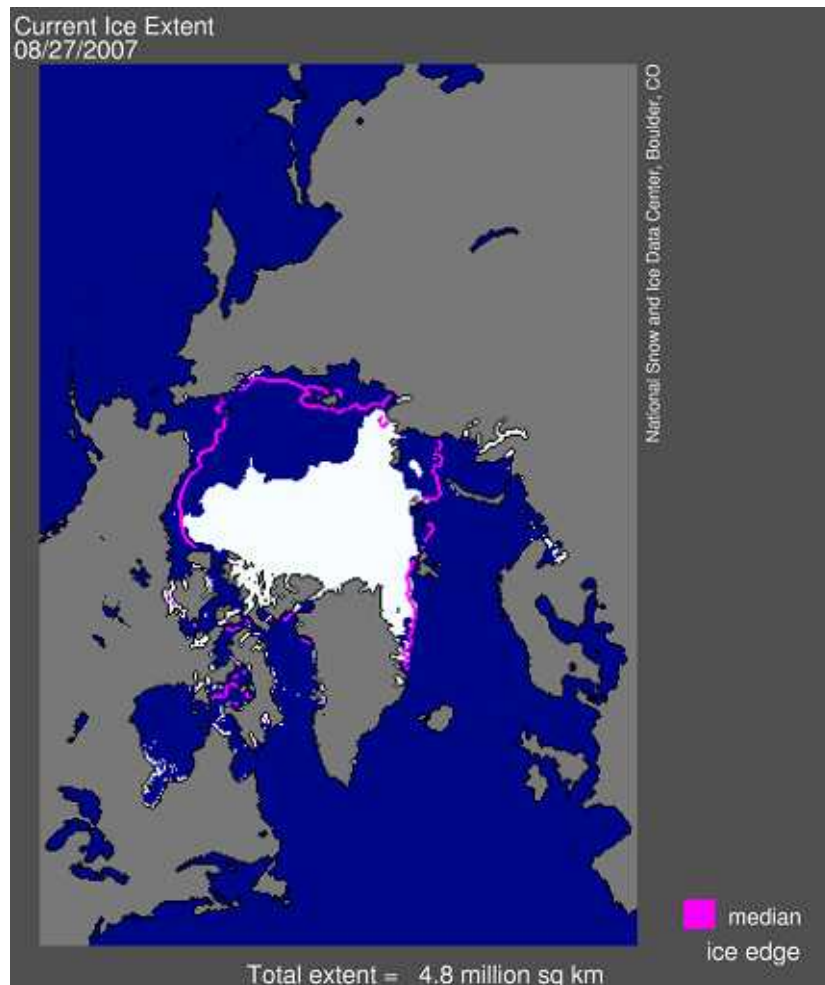 Current Ice Extent
08/27/2007
National Snow and Ice Data Center, Boulder, CO
median
ice edge
Total extent = 4.8 million sq km